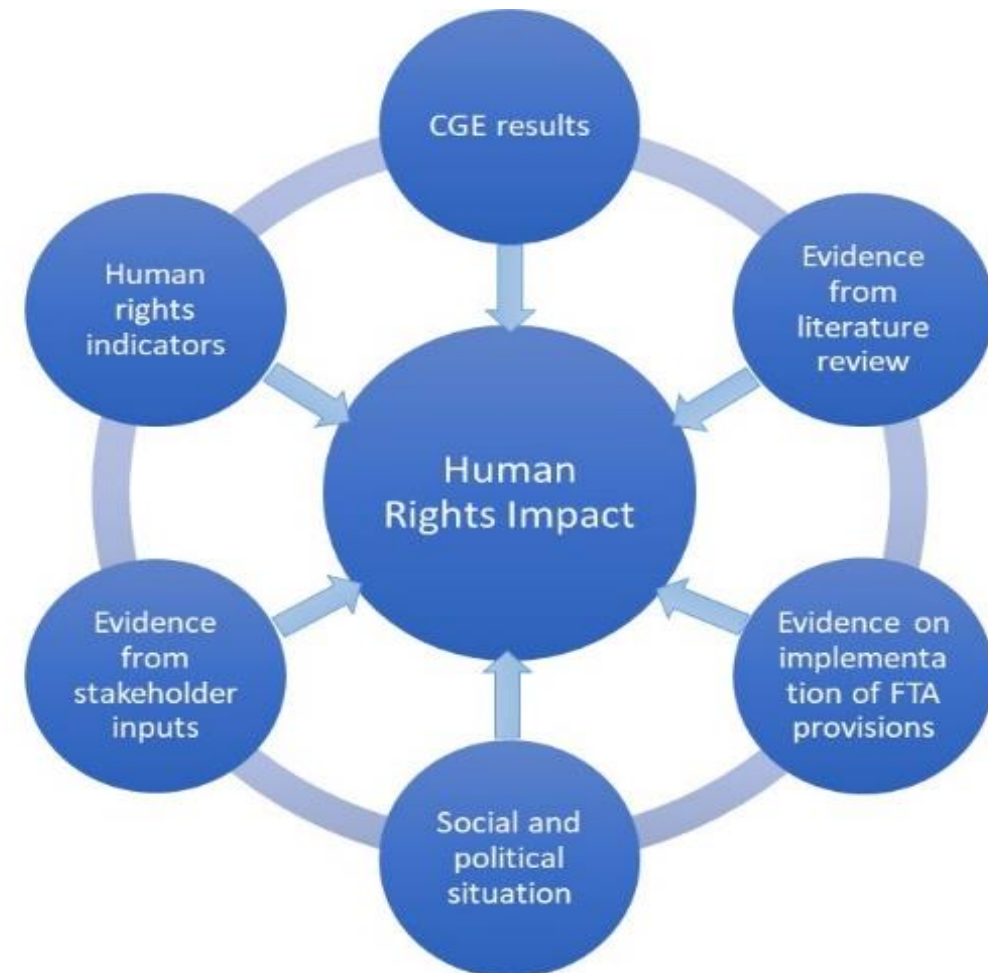 CGE results
Human
rights
indicators
Evidence
from
literature
review
Human
Rights Impact
Evidence
from
stakeholder
inputs
Evidence on
implementa
tion of FTA
provisions
Social and
political
situation